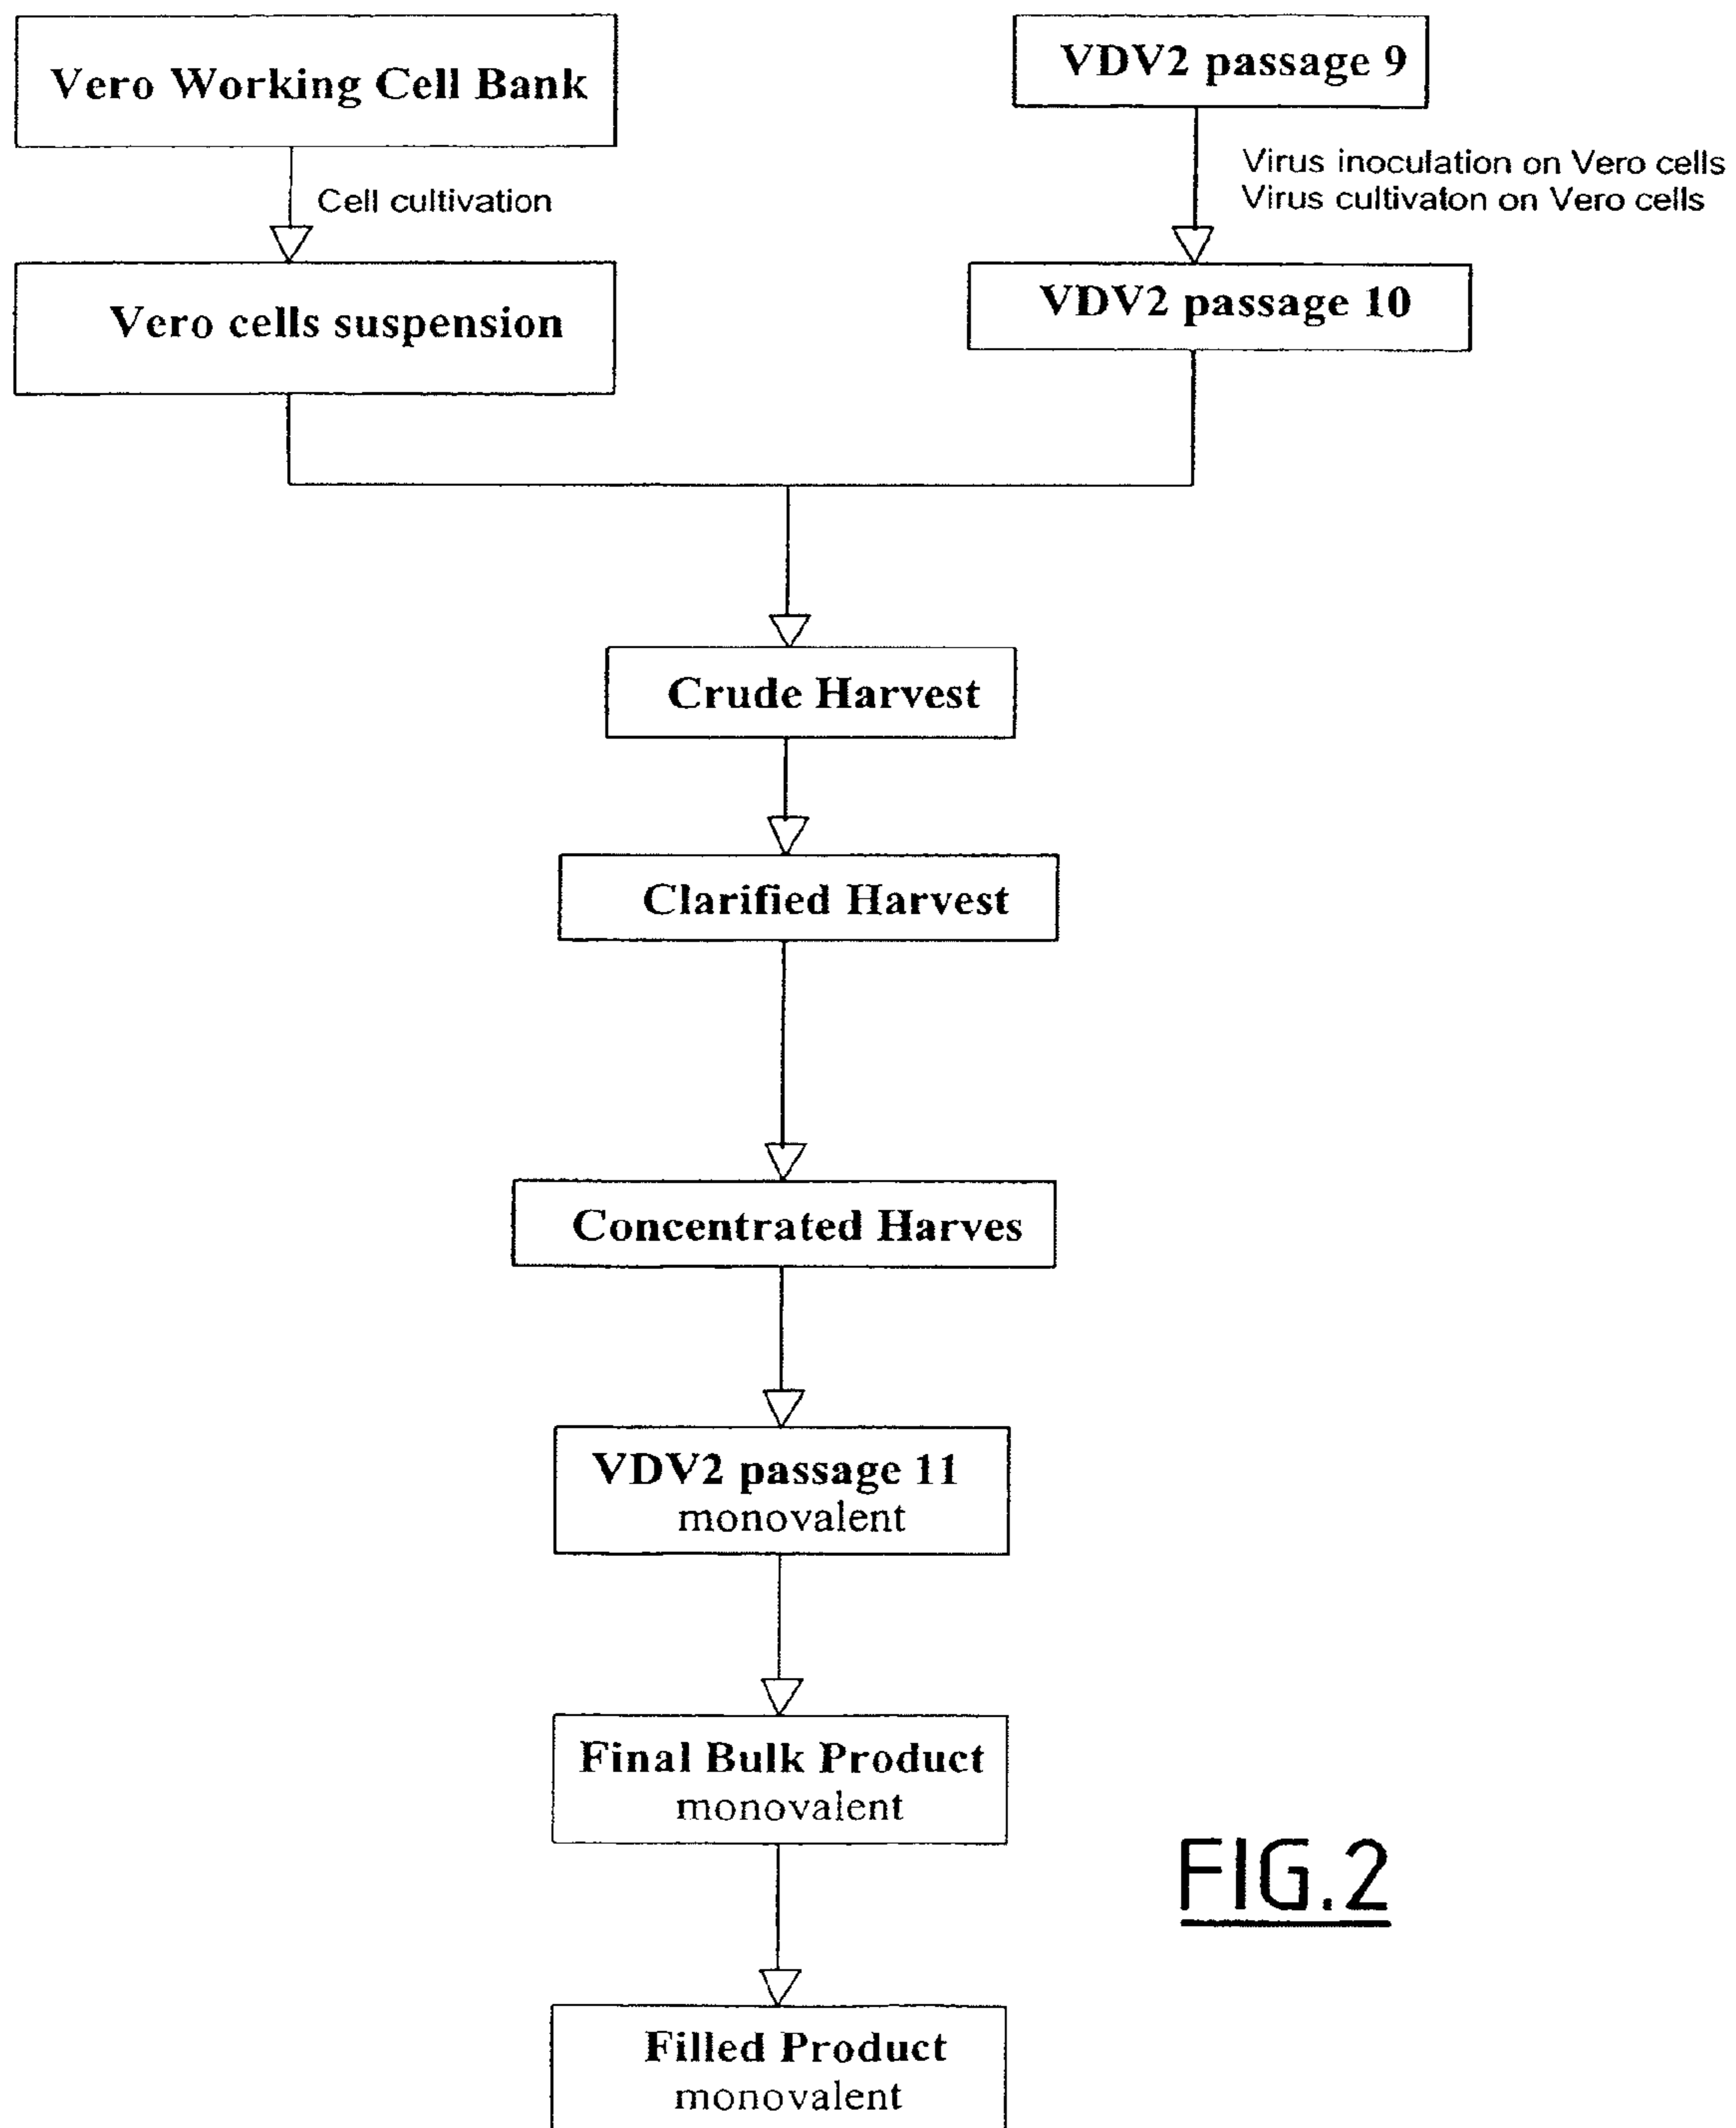 Vero Working Cell Bank
Cell cultivation
Vero cells suspension
VDV2 passage 9
Virus inoculation on Vero cells
Virus cultivaton on Vero cells
VDV2 passage 10
Crude Harvest
Clarified Harvest
Concentrated Harves
VDV2 passage 11
monovalent
Final Bulk Product
monovalent
Filled Product
monovalent
FIG.2